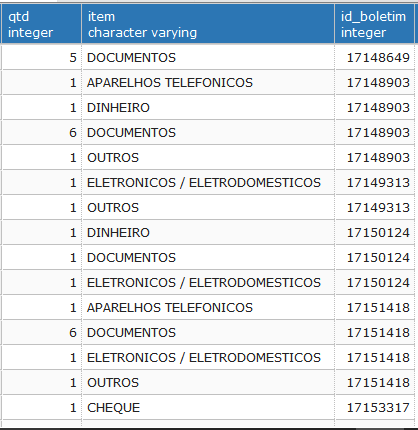 qtd item id_boletim
integer character varying integer
5 DOCUMENTOS 17148649
1 APARELHOS TELEFONICOS 17148903
1 DINHEIRO 17148903
6 DOCUMENTOS 17148903
1 OUTROS 17148903
1 ELETRONICOS / ELETRODOMESTICOS 17149313
1 OUTROS 17149313
1 DINHEIRO 17150124
1 DOCUMENTOS 17150124
1 ELETRONICOS / ELETRODOMESTICOS 17150124
1 APARELHOS TELEFONICOS 17151418
6 DOCUMENTOS 17151418
1 ELETRONICOS / ELETRODOMESTICOS 17151418
1 OUTROS 17151418
1 CHEQUE 17153317